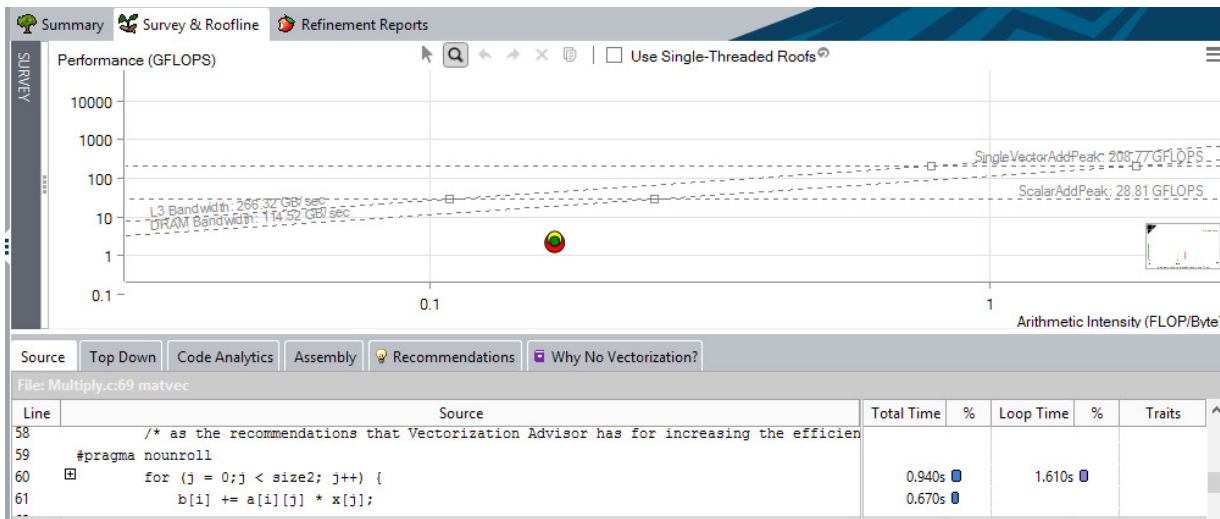 Summary Survey & Roofline Refinement Reports
SURVEY
Performance (GFLOPS) Use Single-Threaded Roofs
10000
1000
SingleVectorAddPeak: 208.77 GFLOPS
100
ScalarAddPeak: 28.81 GFLOPS
L3 Bandwidth: 266.32 GB/sec
10
DRAM Bandwidth: 114.52 GB/sec
1
0.1
0.1 1
Arithmetic Intensity (FLOP/Byte)
Source Top Down Code Analytics Assembly Recommendations Why No Vectorization?
File: Multiply.c:69 matvec
Line Source Total Time % Loop Time % Traits
58 /* as the recommendations that Vectorization Advisor has for increasing the efficien
59 #pragma nounroll
60 for (j = 0;j < size2; j++) { 0.940s 1.610s
61 b[i] += a[i][j] * x[j]; 0.670s